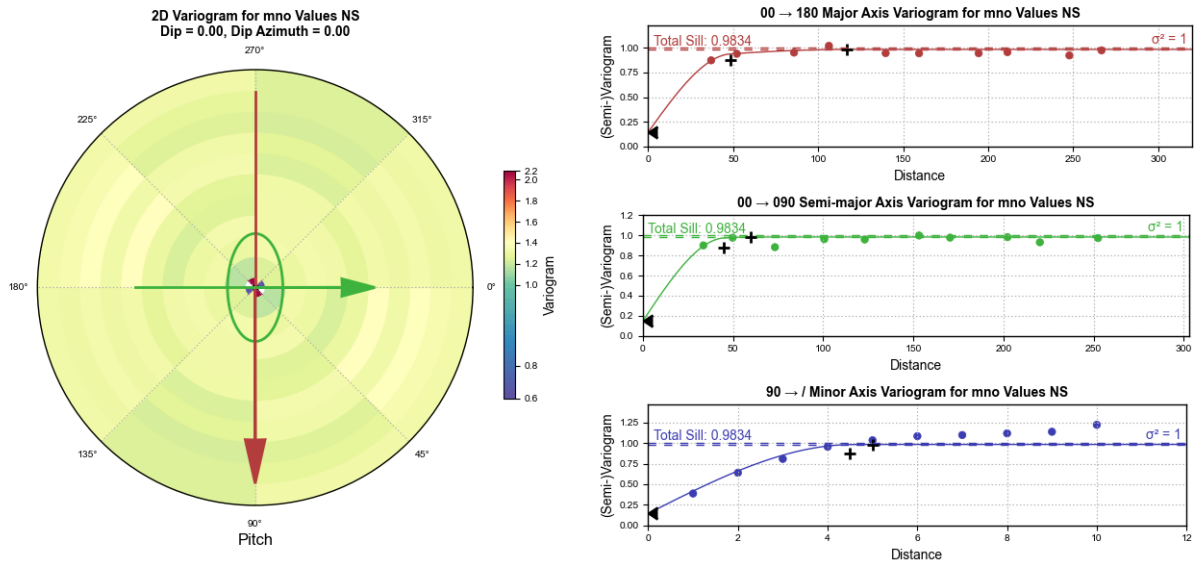 2D Variogram for mno Values NS
Dip = 0.00, Dip Azimuth = 0.00
270°
225°
315°
180°
0°
135°
45°
90°
Pitch
2.2
2.0
1.8
1.6
1.4
1.2
1.0
0.8
0.6
Variogram
00 → 180 Major Axis Variogram for mno Values NS
Total Sill: 0.9834
σ² = 1
(Semi-)Variogram
1.00
0.75
0.50
0.25
0.00
0 50 100 150 200 250 300
Distance
00 → 090 Semi-major Axis Variogram for mno Values NS
Total Sill: 0.9834
σ² = 1
(Semi-)Variogram
1.2
1.0
0.8
0.6
0.4
0.2
0.0
0 50 100 150 200 250 300
Distance
90 → / Minor Axis Variogram for mno Values NS
Total Sill: 0.9834
σ² = 1
(Semi-)Variogram
1.25
1.00
0.75
0.50
0.25
0.00
0 2 4 6 8 10 12
Distance